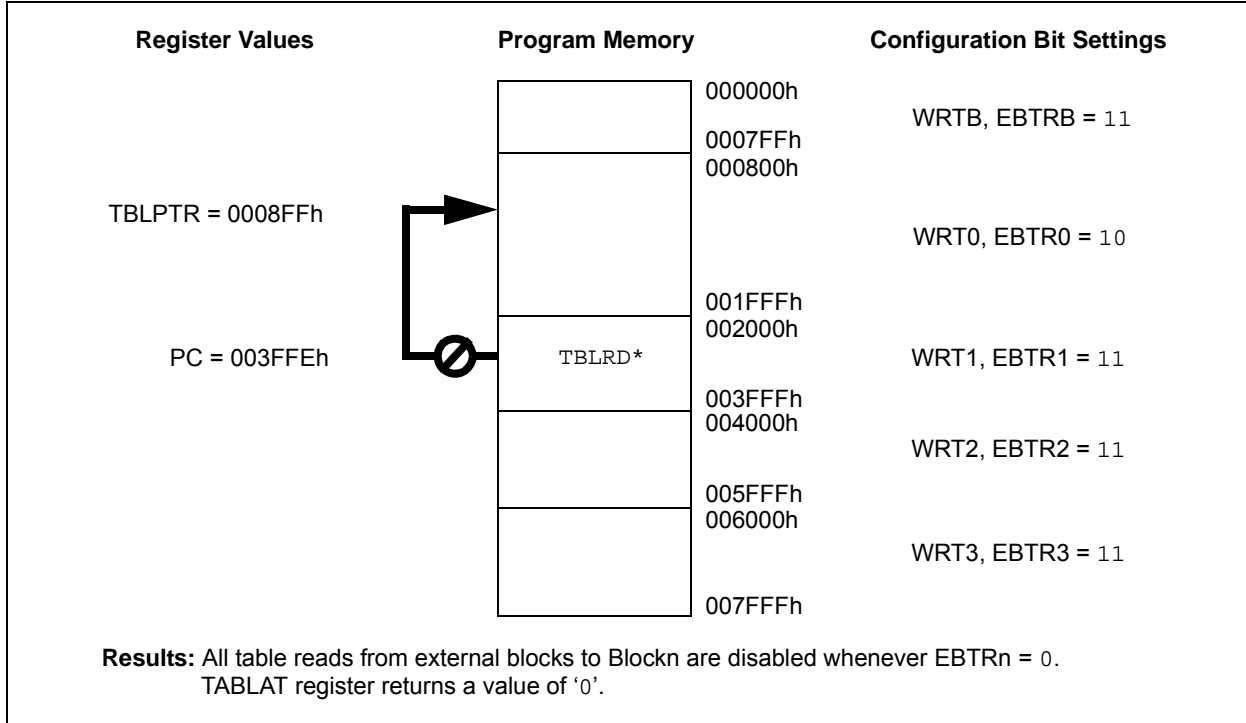 Register Values Program Memory Configuration Bit Settings
000000h
WRTB, EBTRB = 11
0007FFh
000800h
TBLPTR = 0008FFh
WRT0, EBTR0 = 10
001FFFh
002000h
PC = 003FFEh TBLRD* WRT1, EBTR1 = 11
003FFFh
004000h
WRT2, EBTR2 = 11
005FFFh
006000h
WRT3, EBTR3 = 11
007FFFh
Results: All table reads from external blocks to Blockn are disabled whenever EBTRn = 0.
TABLAT register returns a value of ‘0’.